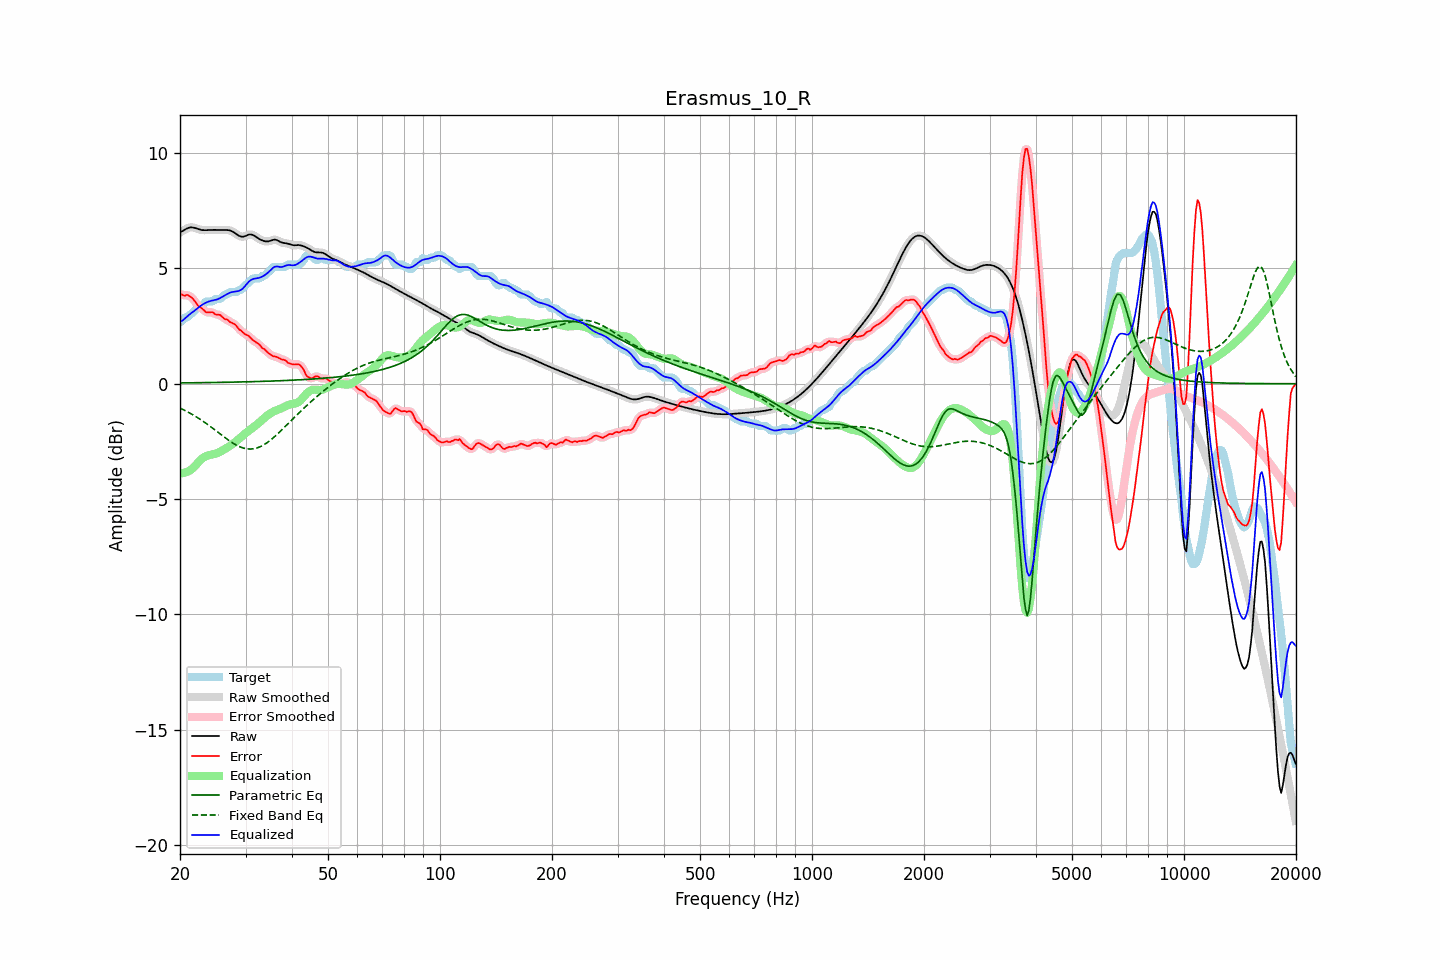 Erasmus_10_R
Amplitude (dBr)
10
5
0
−5
−10
−15
−20
Target
Raw Smoothed
Error Smoothed
Raw
Error
Equalization
Parametric Eq
Fixed Band Eq
Equalized
20 50 100 200 500 1000 2000 5000 10000 20000
Frequency (Hz)